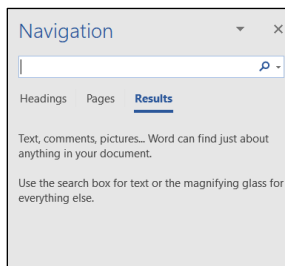 Navigation
Headings Pages Results
Text, comments, pictures... Word can find just about
anything in your document.
Use the search box for text or the magnifying glass for
everything else.